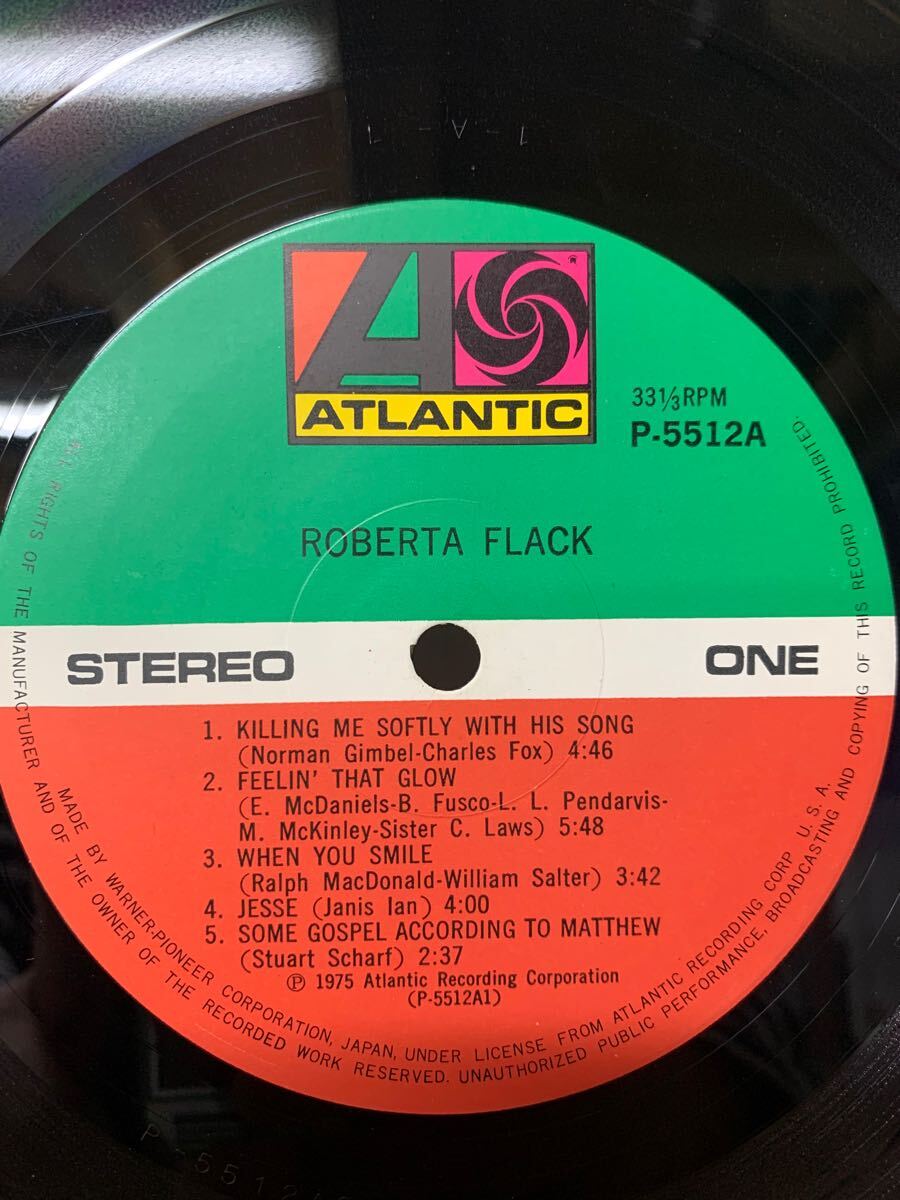 1-A-1
ATLANTIC
33⅓RPM
P-5512A
ROBERTA FLACK
STEREO
ONE
1. KILLING ME SOFTLY WITH HIS SONG
(Norman Gimbel-Charles Fox) 4:46
2. FEELIN' THAT GLOW
(E. McDaniels-B. Fusco-L. L. Pendarvis-
M. McKinley-Sister C. Laws) 5:48
3. WHEN YOU SMILE
(Ralph MacDonald-William Salter) 3:42
4. JESSE (Janis Ian) 4:00
5. SOME GOSPEL ACCORDING TO MATTHEW
(Stuart Scharf) 2:37
Ⓟ 1975 Atlantic Recording Corporation
(P-5512A1)
MADE BY WARNER-PIONEER CORPORATION, JAPAN, UNDER LICENSE FROM ATLANTIC RECORDING CORP U. S. A.
ALL RIGHTS OF THE MANUFACTURER AND OF THE OWNER OF THE RECORDED WORK RESERVED. UNAUTHORIZED PUBLIC PERFORMANCE, BROADCASTING AND COPYING OF THIS RECORD PROHIBITED.